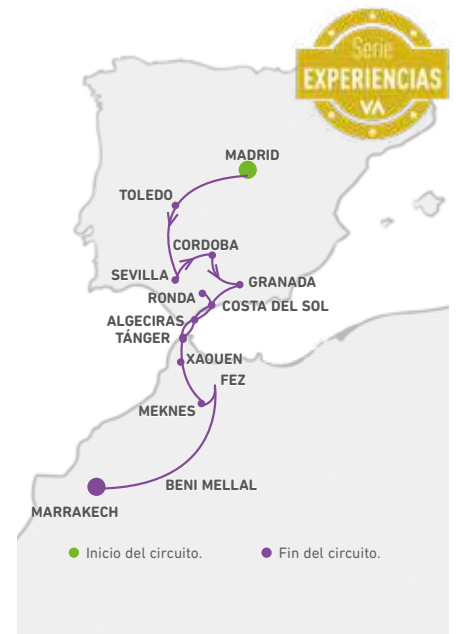 Serie
EXPERIENCIAS
VA
MADRID
TOLEDO
CORDOBA
SEVILLA
GRANADA
RONDA
COSTA DEL SOL
ALGECIRAS
TÁNGER
XAOUEN
FEZ
MEKNES
BENI MELLAL
MARRAKECH
Inicio del circuito.
Fin del circuito.